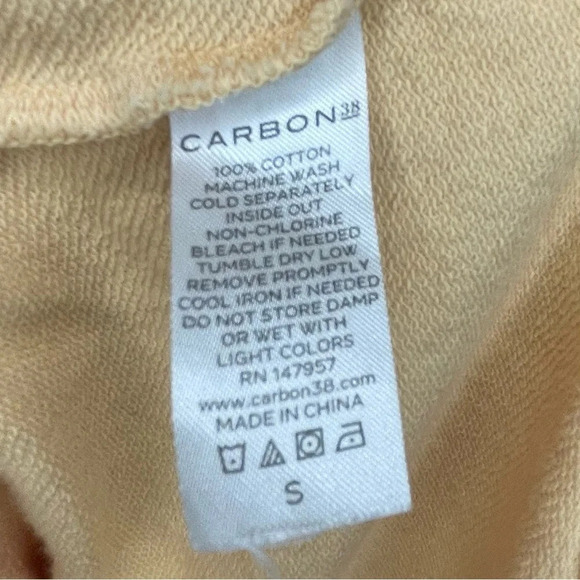 CARBON38
100% COTTON
MACHINE WASH
COLD SEPARATELY
INSIDE OUT
NON-CHLORINE
BLEACH IF NEEDED
TUMBLE DRY LOW
REMOVE PROMPTLY
COOL IRON IF NEEDED
DO NOT STORE DAMP
OR WET WITH
LIGHT COLORS
RN 147957
www.carbon38.com
MADE IN CHINA
S